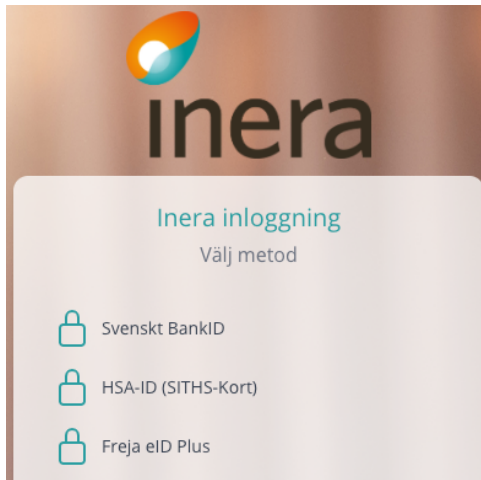 inera
Inera inloggning
Välj metod
Svenskt BankID
HSA-ID (SITHS-Kort)
Freja eID Plus